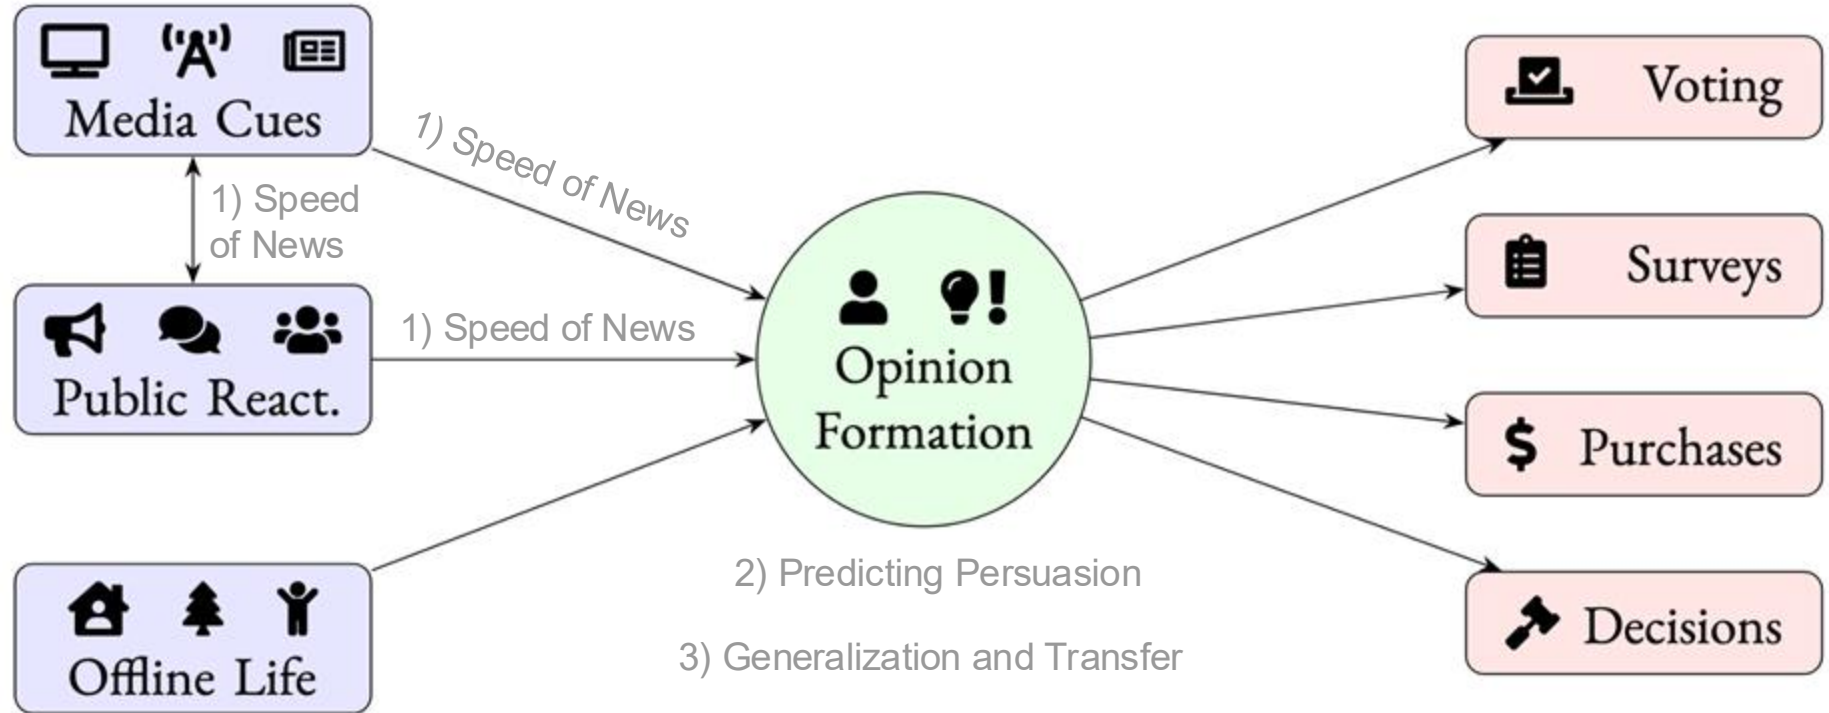 Media Cues
1) Speed of News
1) Speed
of News
Public React.
1) Speed of News
Offline Life
Opinion
Formation
2) Predicting Persuasion
3) Generalization and Transfer
Voting
Surveys
Purchases
Decisions